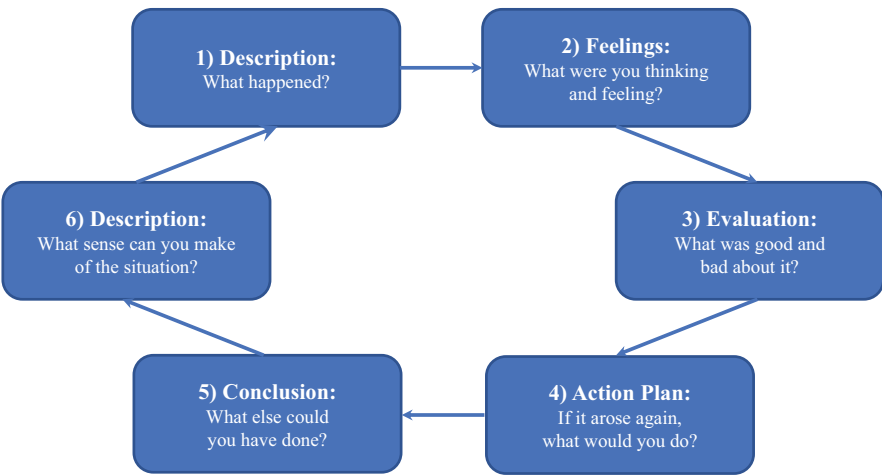 1) Description:
What happened?
2) Feelings:
What were you thinking
and feeling?
3) Evaluation:
What was good and
bad about it?
4) Action Plan:
If it arose again,
what would you do?
5) Conclusion:
What else could
you have done?
6) Description:
What sense can you make
of the situation?